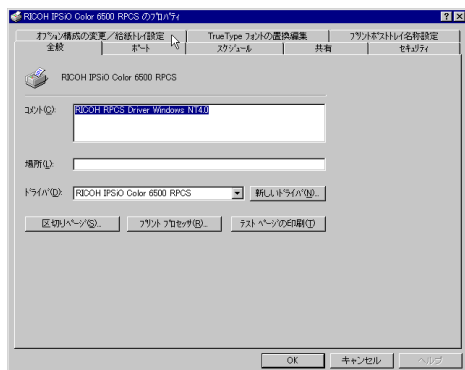 RICOH IPSiO Color 6500 RPCS のプロパティ
オプション構成の変更／給紙トレイ設定 TrueType フォントの置換編集 プリントポストトレイ名称設定
全般 ポート スケジュール 共有 セキュリティ
RICOH IPSiO Color 6500 RPCS
コメント(C): RICOH RPCS Driver Windows NT4.0
場所(L):
ドライバ(D): RICOH IPSiO Color 6500 RPCS 新しいドライバ(N)...
区切りページ(S)... プリント プロセッサ(R)... テスト ページの印刷(T)
OK キャンセル ヘルプ